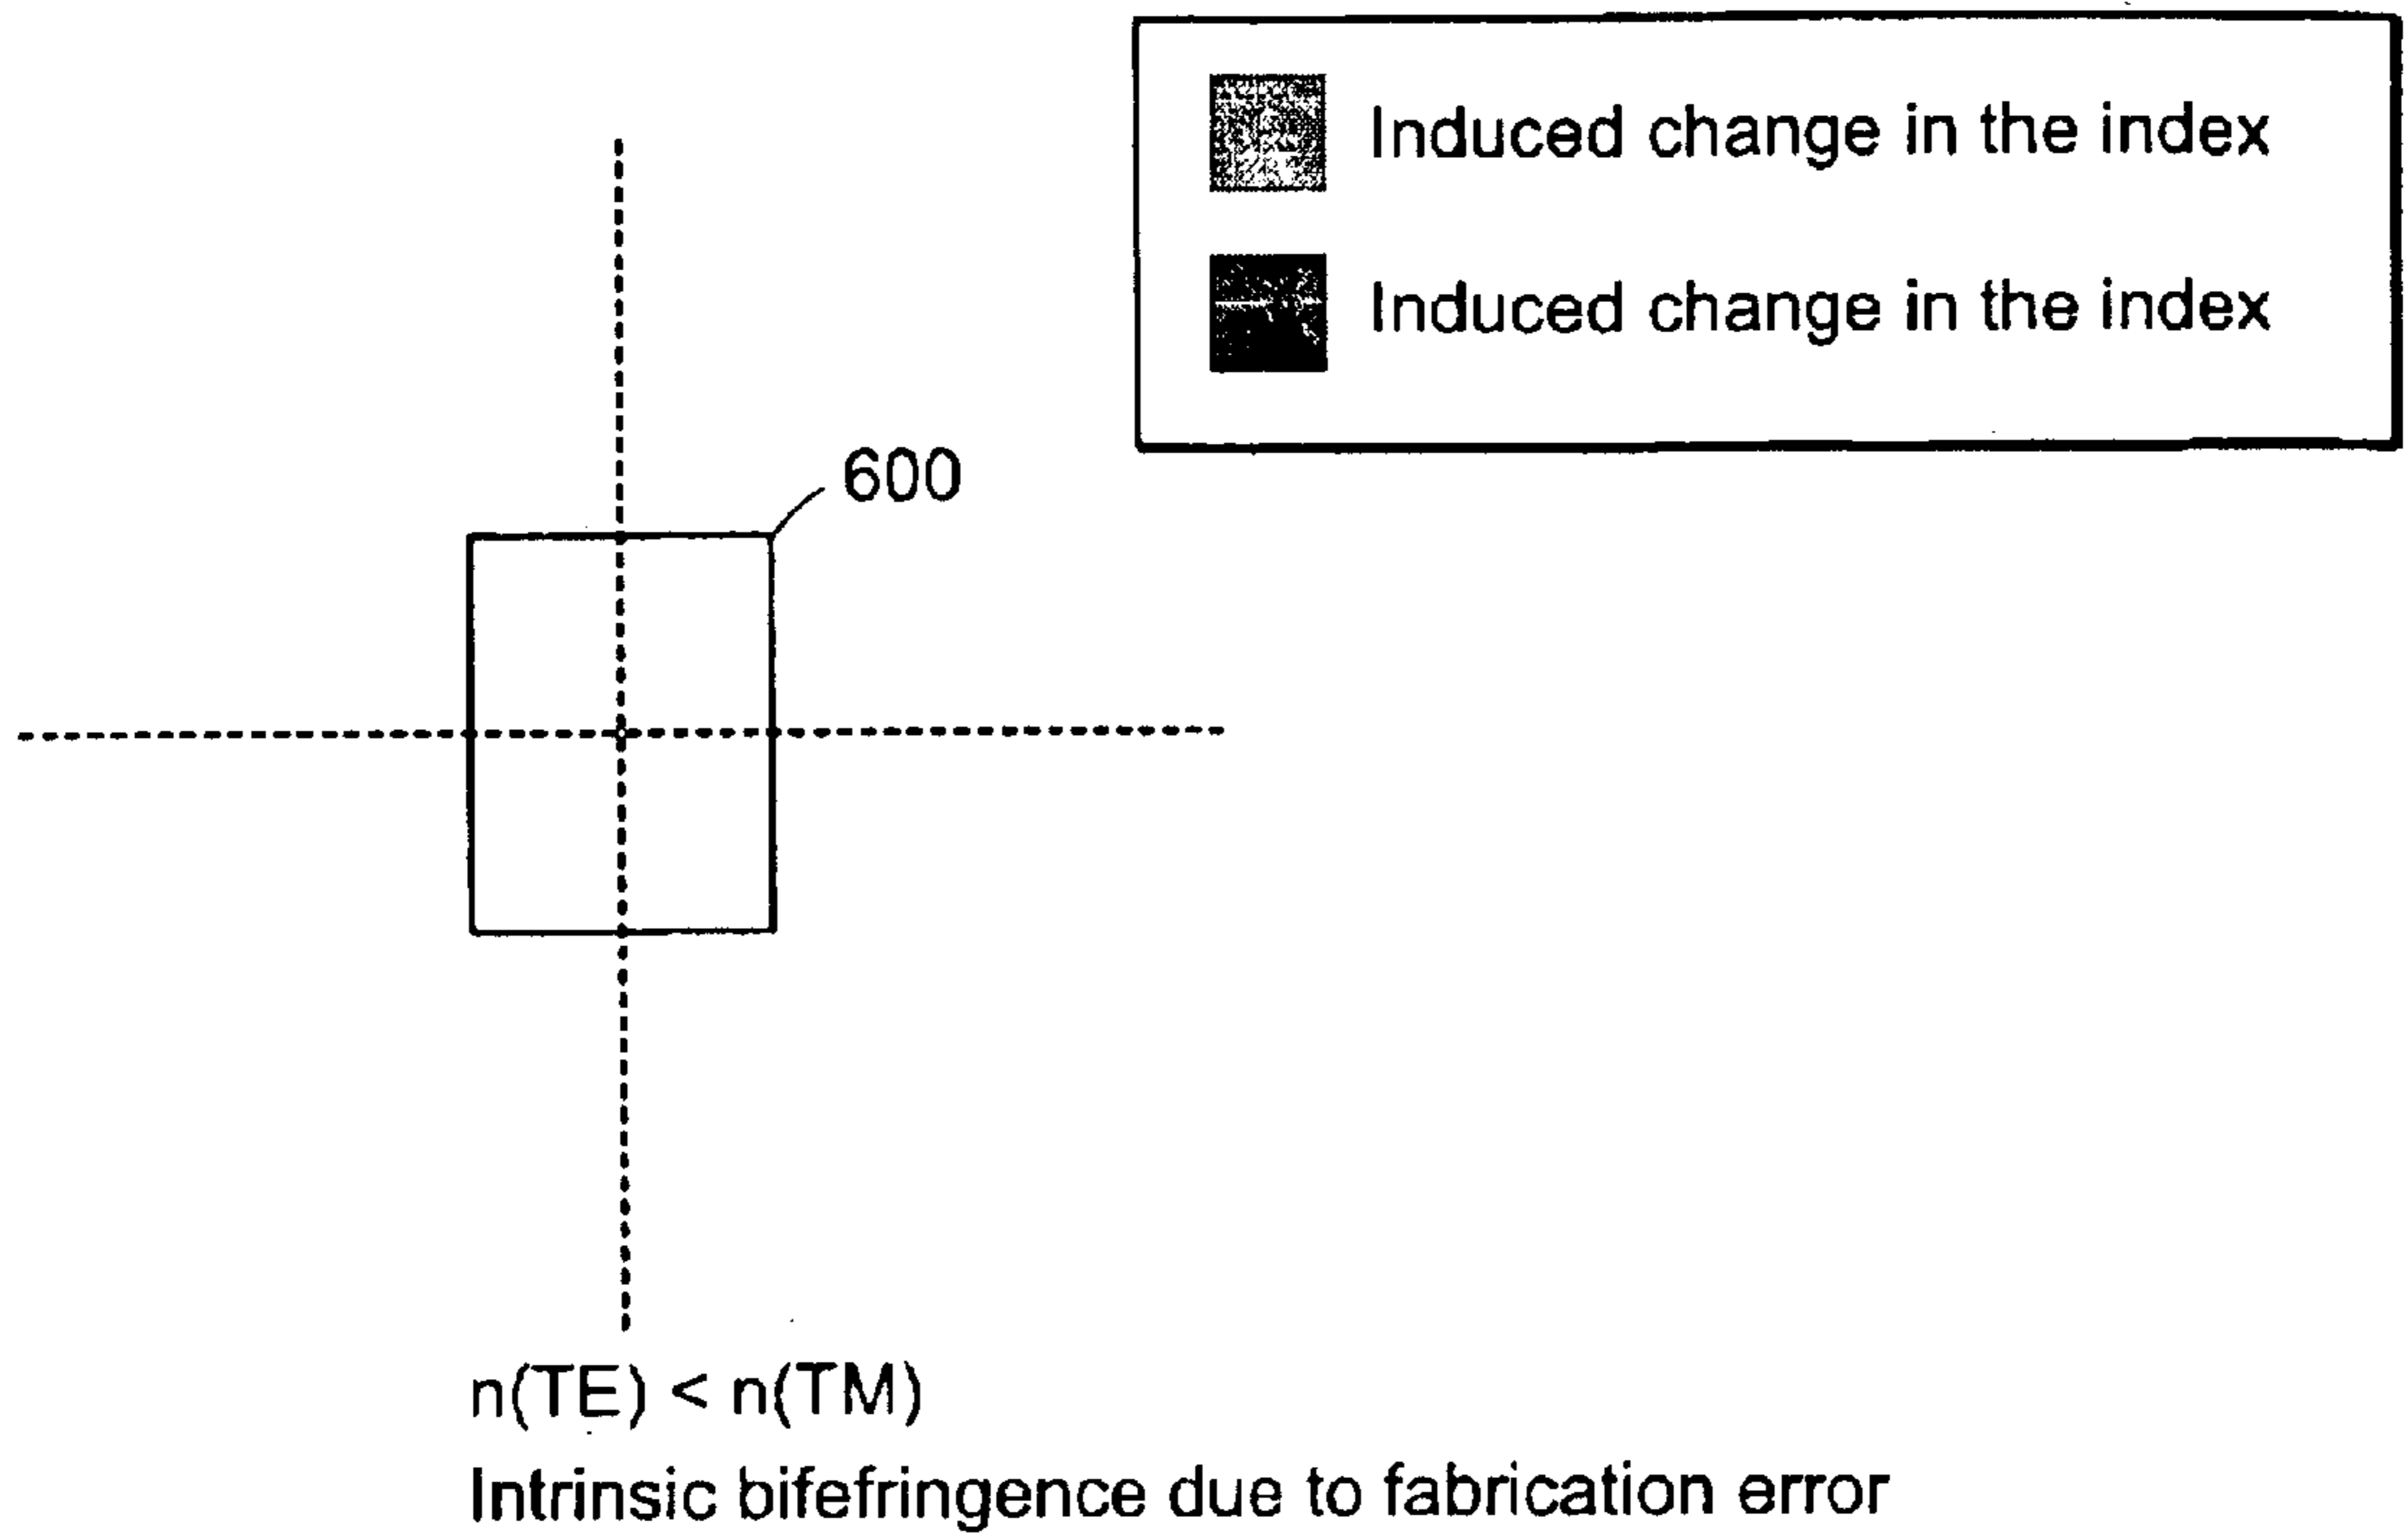 Induced change in the index
Induced change in the index
600
n(TE) < n(TM)
Intrinsic bifefringence due to fabrication error